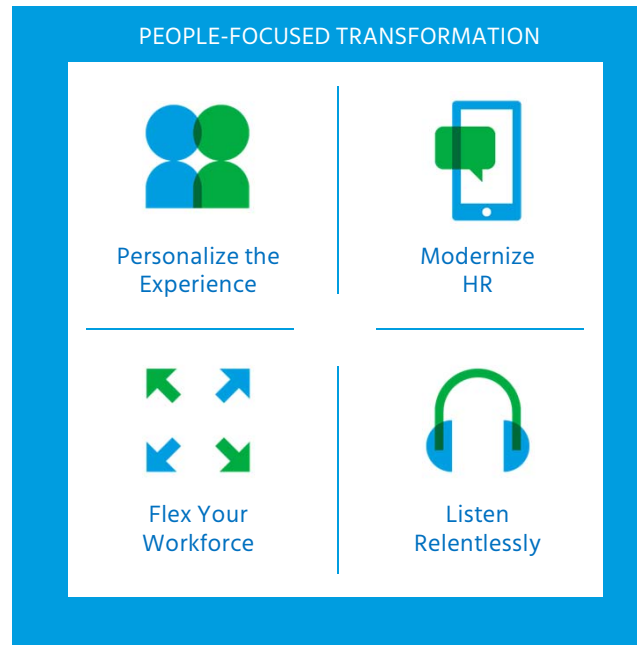 PEOPLE-FOCUSED TRANSFORMATION
Personalize the
Experience
Modernize
HR
Flex Your
Workforce
Listen
Relentlessly